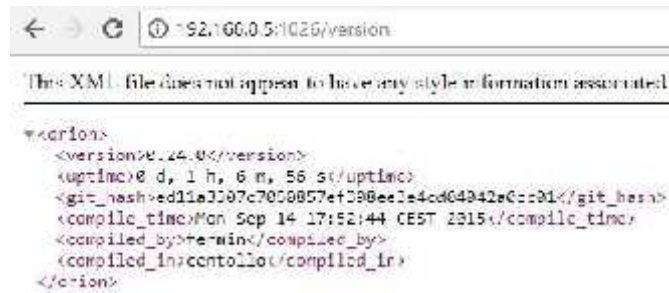 192.168.0.5:1026/version
This XML file does not appear to have any style information associated
<orion>
<version>0.24.0</version>
<uptime>0 d, 1 h, 6 m, 56 s</uptime>
<git_hash> </git_hash>
<compile_time>Mon Sep 14 17:52:44 CEST 2015</compile_time>
<compiled_by>fermin</compiled_by>
<compiled_in>centollo</compiled_in>
</orion>